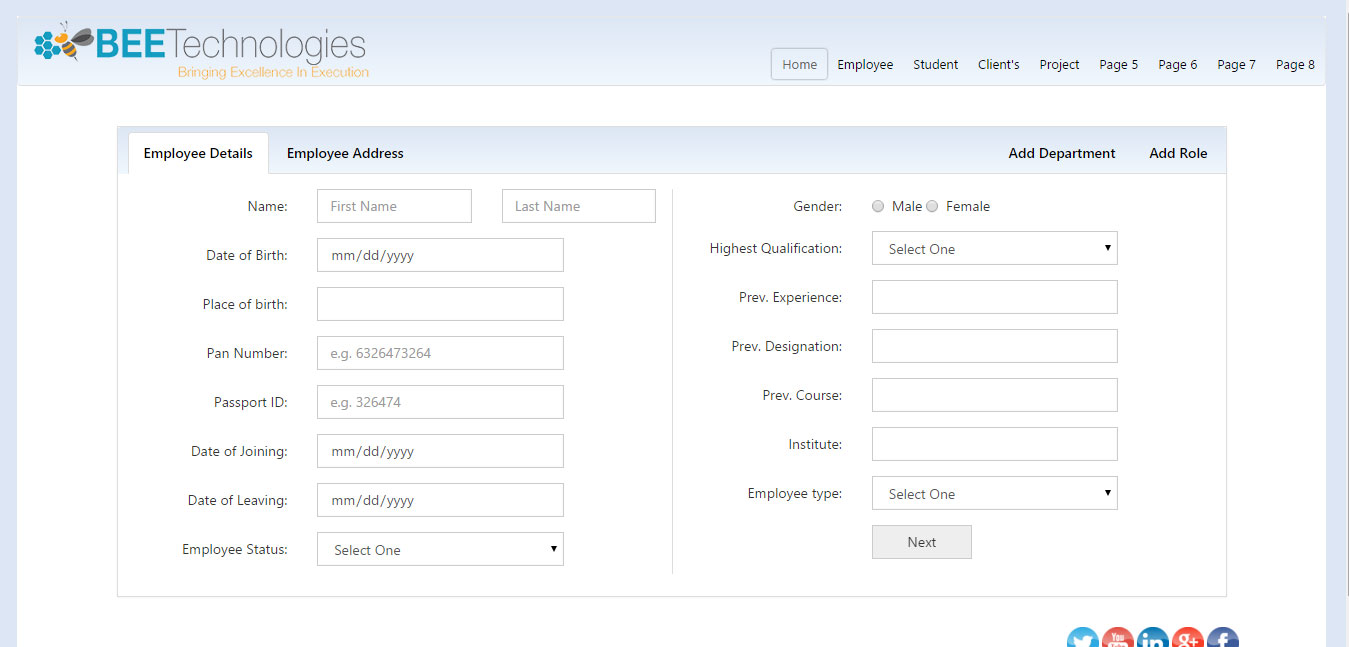 BEETechnologies
Bringing Excellence In Execution
Home Employee Student Client's Project Page 5 Page 6 Page 7 Page 8
Employee Details Employee Address Add Department Add Role
Name: First Name Last Name
Date of Birth: mm/dd/yyyy
Place of birth:
Pan Number: e.g. 6326473264
Passport ID: e.g. 326474
Date of Joining: mm/dd/yyyy
Date of Leaving: mm/dd/yyyy
Employee Status: Select One
Gender: Male Female
Highest Qualification: Select One
Prev. Experience:
Prev. Designation:
Prev. Course:
Institute:
Employee type: Select One
Next
You
in
g+
f